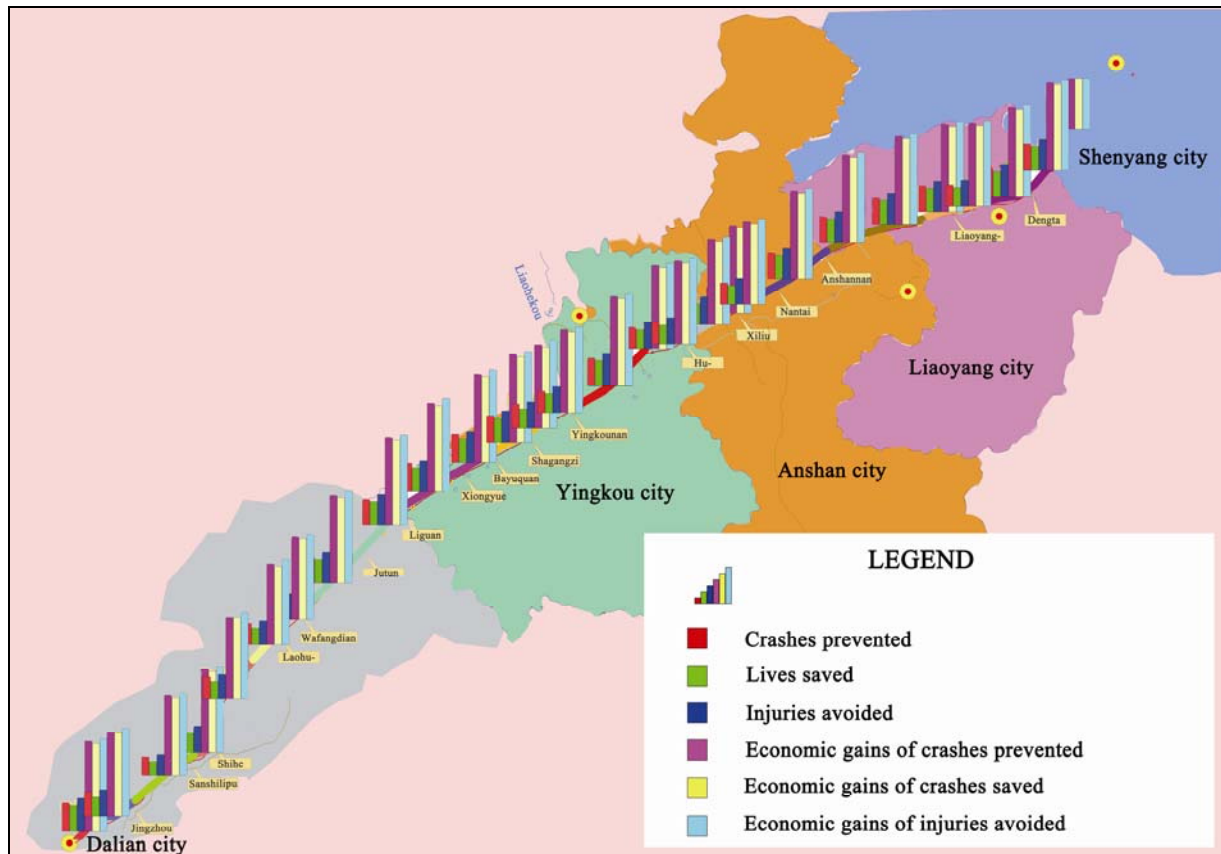 Shenyang city
Dengta
Liaoyang-
Liaohekou
Anshannan
Nantai
Xiliu
Hu-
Liaoyang city
Yingkounan
Shagangzi
Anshan city
Bayuquan
Yingkou city
Xiongyue
Liguan
Jutun
Wafangdian
Laohu-
Shihe
Sanshilipu
Jingzhou
Dalian city
LEGEND
Crashes prevented
Lives saved
Injuries avoided
Economic gains of crashes prevented
Economic gains of crashes saved
Economic gains of injuries avoided